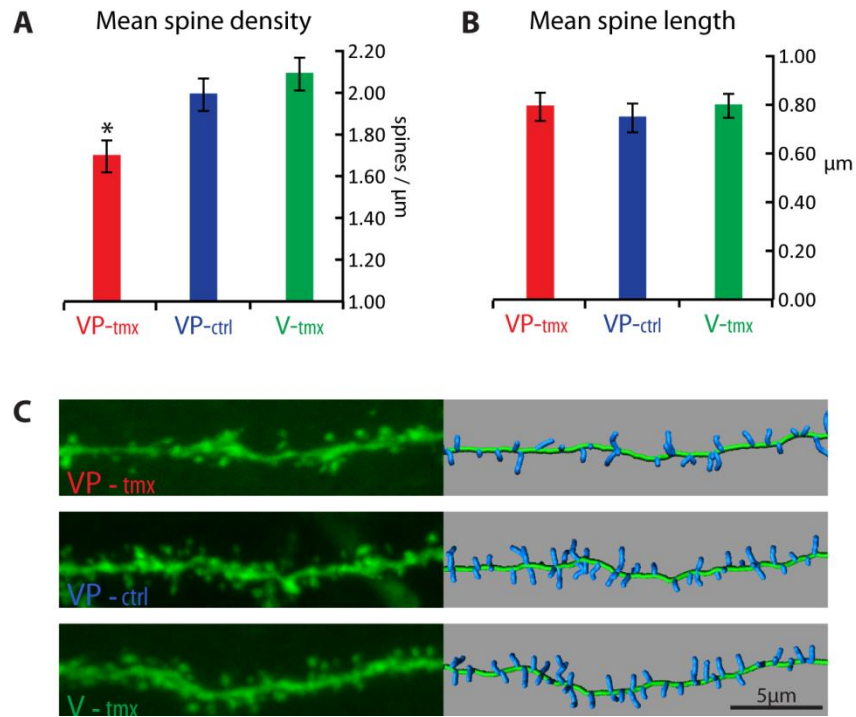 A Mean spine density
2.20
2.00
1.80
1.60
1.40
1.20
1.00
spines / µm
*
VP-tmx VP-ctrl V-tmx
B Mean spine length
1.00
0.80
0.60
0.40
0.20
0.00
µm
VP-tmx VP-ctrl V-tmx
C
VP - tmx
VP - ctrl
V - tmx
5µm